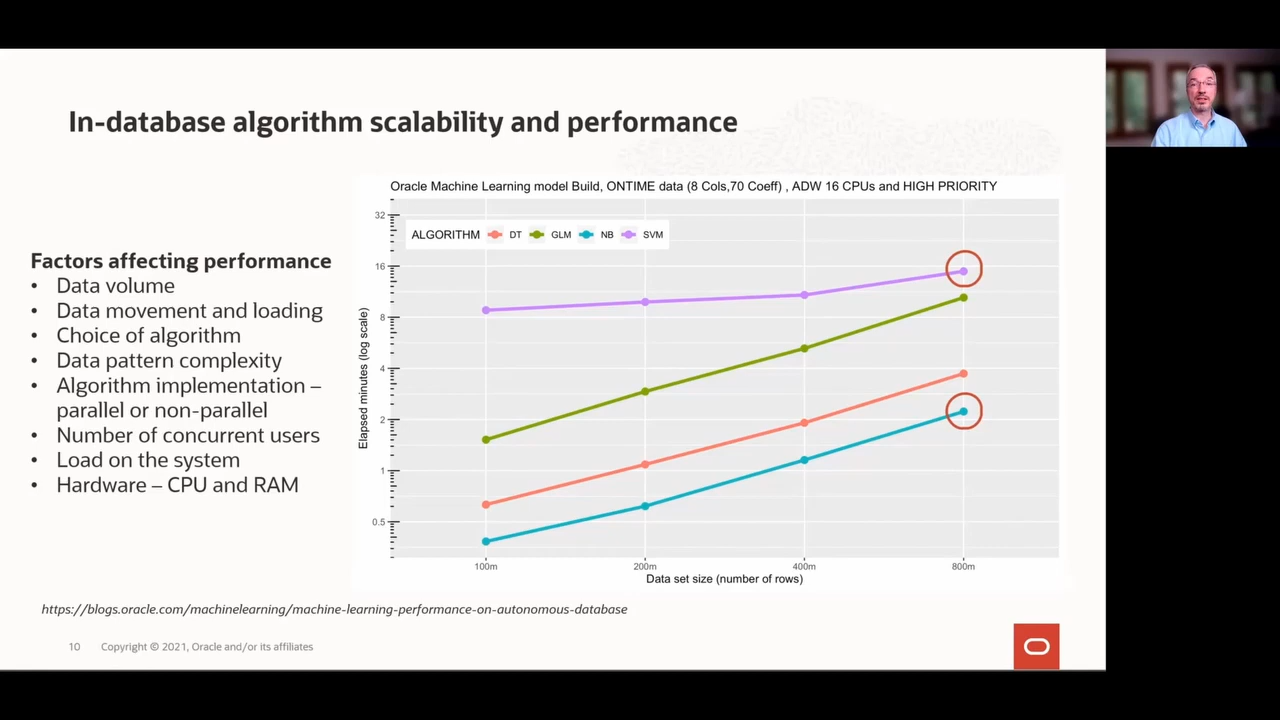 In-database algorithm scalability and performance
Factors affecting performance
• Data volume
• Data movement and loading
• Choice of algorithm
• Data pattern complexity
• Algorithm implementation –
parallel or non-parallel
• Number of concurrent users
• Load on the system
• Hardware – CPU and RAM
Oracle Machine Learning model Build, ONTIME data (8 Cols,70 Coeff) , ADW 16 CPUs and HIGH PRIORITY
ALGORITHM DT GLM NB SVM
Elapsed minutes (log scale)
32
16
8
4
2
1
0.5
100m 200m 400m 800m
Data set size (number of rows)
https://blogs.oracle.com/machinelearning/machine-learning-performance-on-autonomous-database
10 Copyright © 2021, Oracle and/or its affiliates